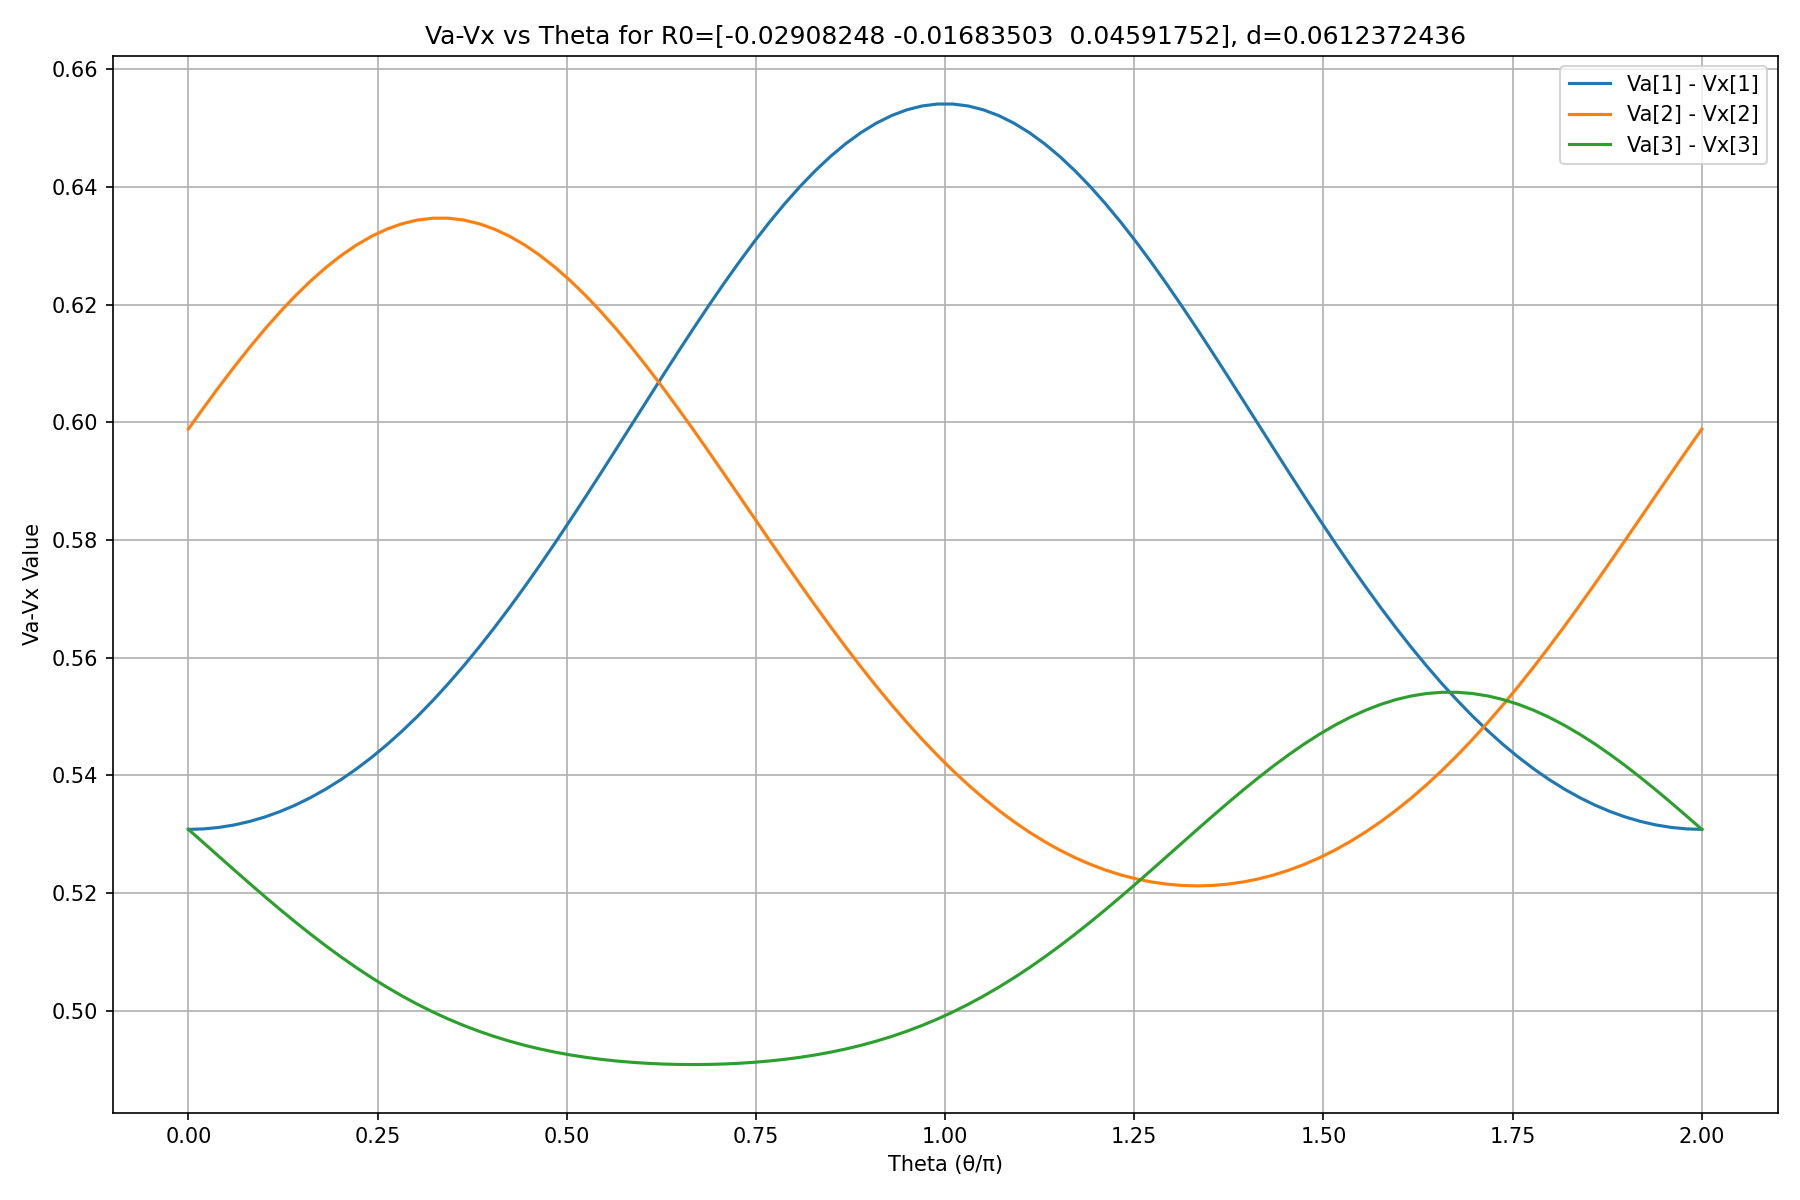 Va-Vx vs Theta for R0=[-0.02908248 -0.01683503  0.04591752], d=0.0612372436
Va[1] - Vx[1]
Va[2] - Vx[2]
Va[3] - Vx[3]
Va-Vx Value
0.66
0.64
0.62
0.60
0.58
0.56
0.54
0.52
0.50
0.00 0.25 0.50 0.75 1.00 1.25 1.50 1.75 2.00
Theta (θ/π)